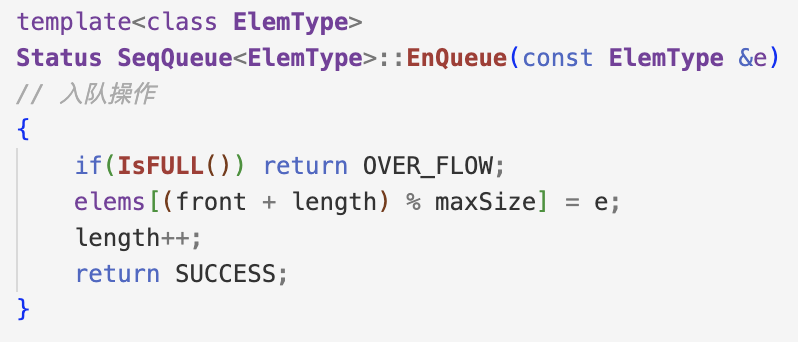 template<class ElemType>
Status SeqQueue<ElemType>::EnQueue(const ElemType &e)
// 入队操作
{
    if(IsFULL()) return OVER_FLOW;
    elems[(front + length) % maxSize] = e;
    length++;
    return SUCCESS;
}